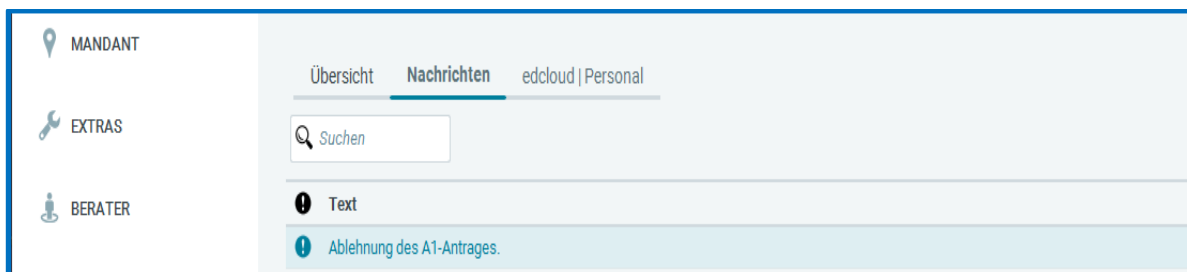 MANDANT
EXTRAS
BERATER
Übersicht Nachrichten edcloud | Personal
Suchen
Text
Ablehnung des A1-Antrages.